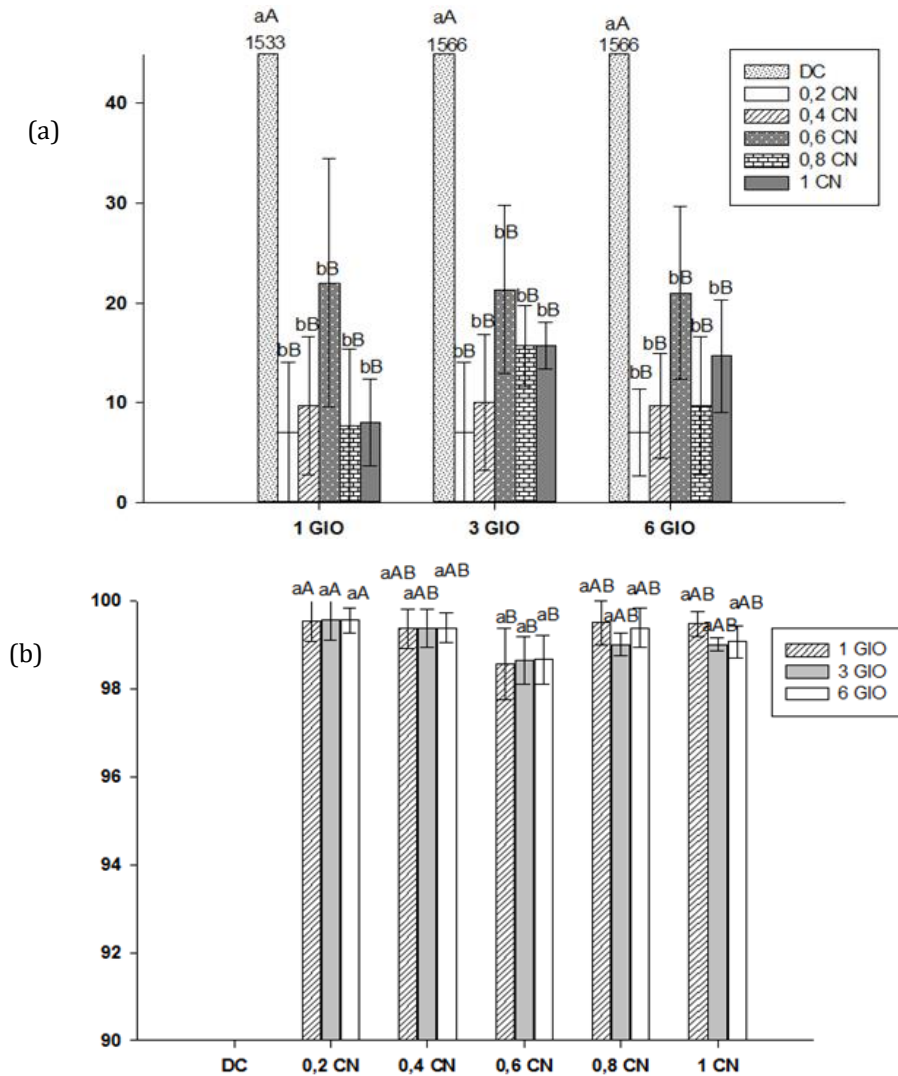 aA aA aA
1533 1566 1566
DC
0,2 CN
0,4 CN
0,6 CN
0,8 CN
1 CN
(a)
40
30
20
10
0
bB bB bB bB bB
bB bB bB bB bB
bB bB bB bB bB
1 GIO 3 GIO 6 GIO
(b)
100
98
96
94
92
90
aA aA aA
aAB aAB aAB
aB aB aB
aAB aAB aAB
aAB aAB aAB
1 GIO
3 GIO
6 GIO
DC 0,2 CN 0,4 CN 0,6 CN 0,8 CN 1 CN